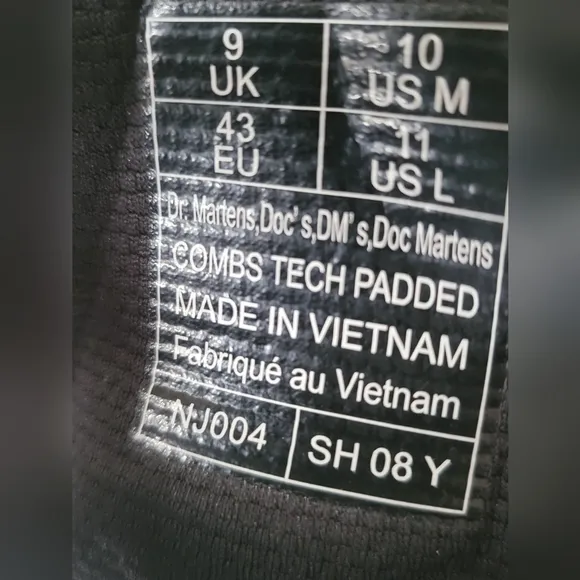 9 UK
10 US M
43 EU
11 US L
Dr. Martens,Doc's,DM's,Doc Martens
COMBS TECH PADDED
MADE IN VIETNAM
Fabriqué au Vietnam
NJ004
SH 08 Y